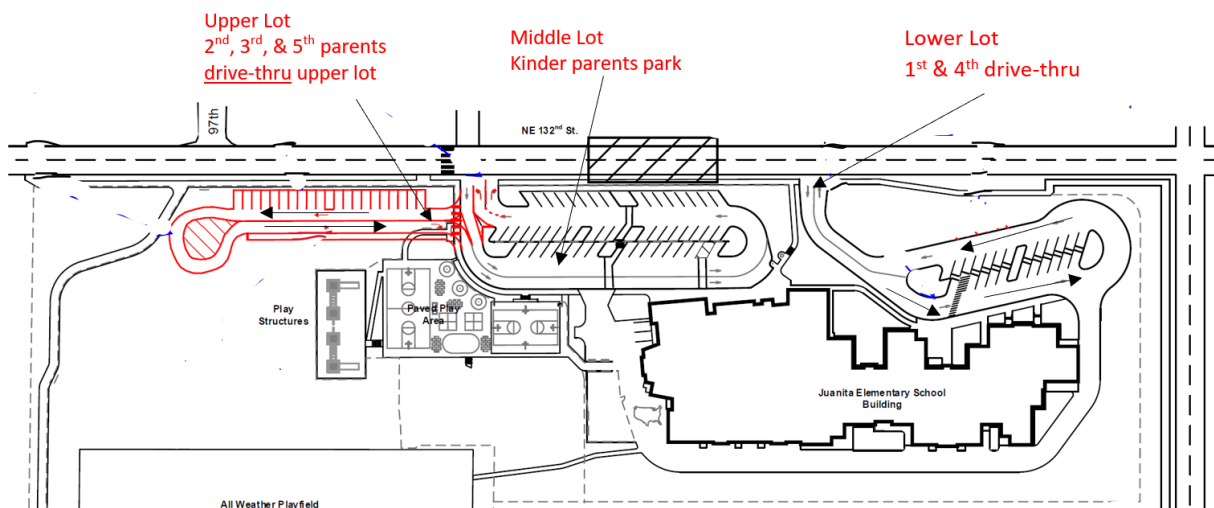 Upper Lot
2nd, 3rd, & 5th parents
drive-thru upper lot
Middle Lot
Kinder parents park
Lower Lot
1st & 4th drive-thru
97th
NE 132nd St.
Play
Structures
Paved Play
Area
Juanita Elementary School
Building
All Weather Playfield